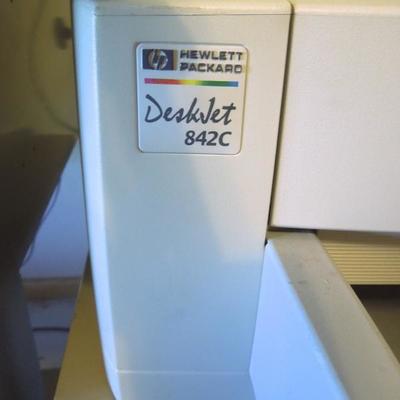 hp HEWLETT
PACKARD
DeskJet
842C